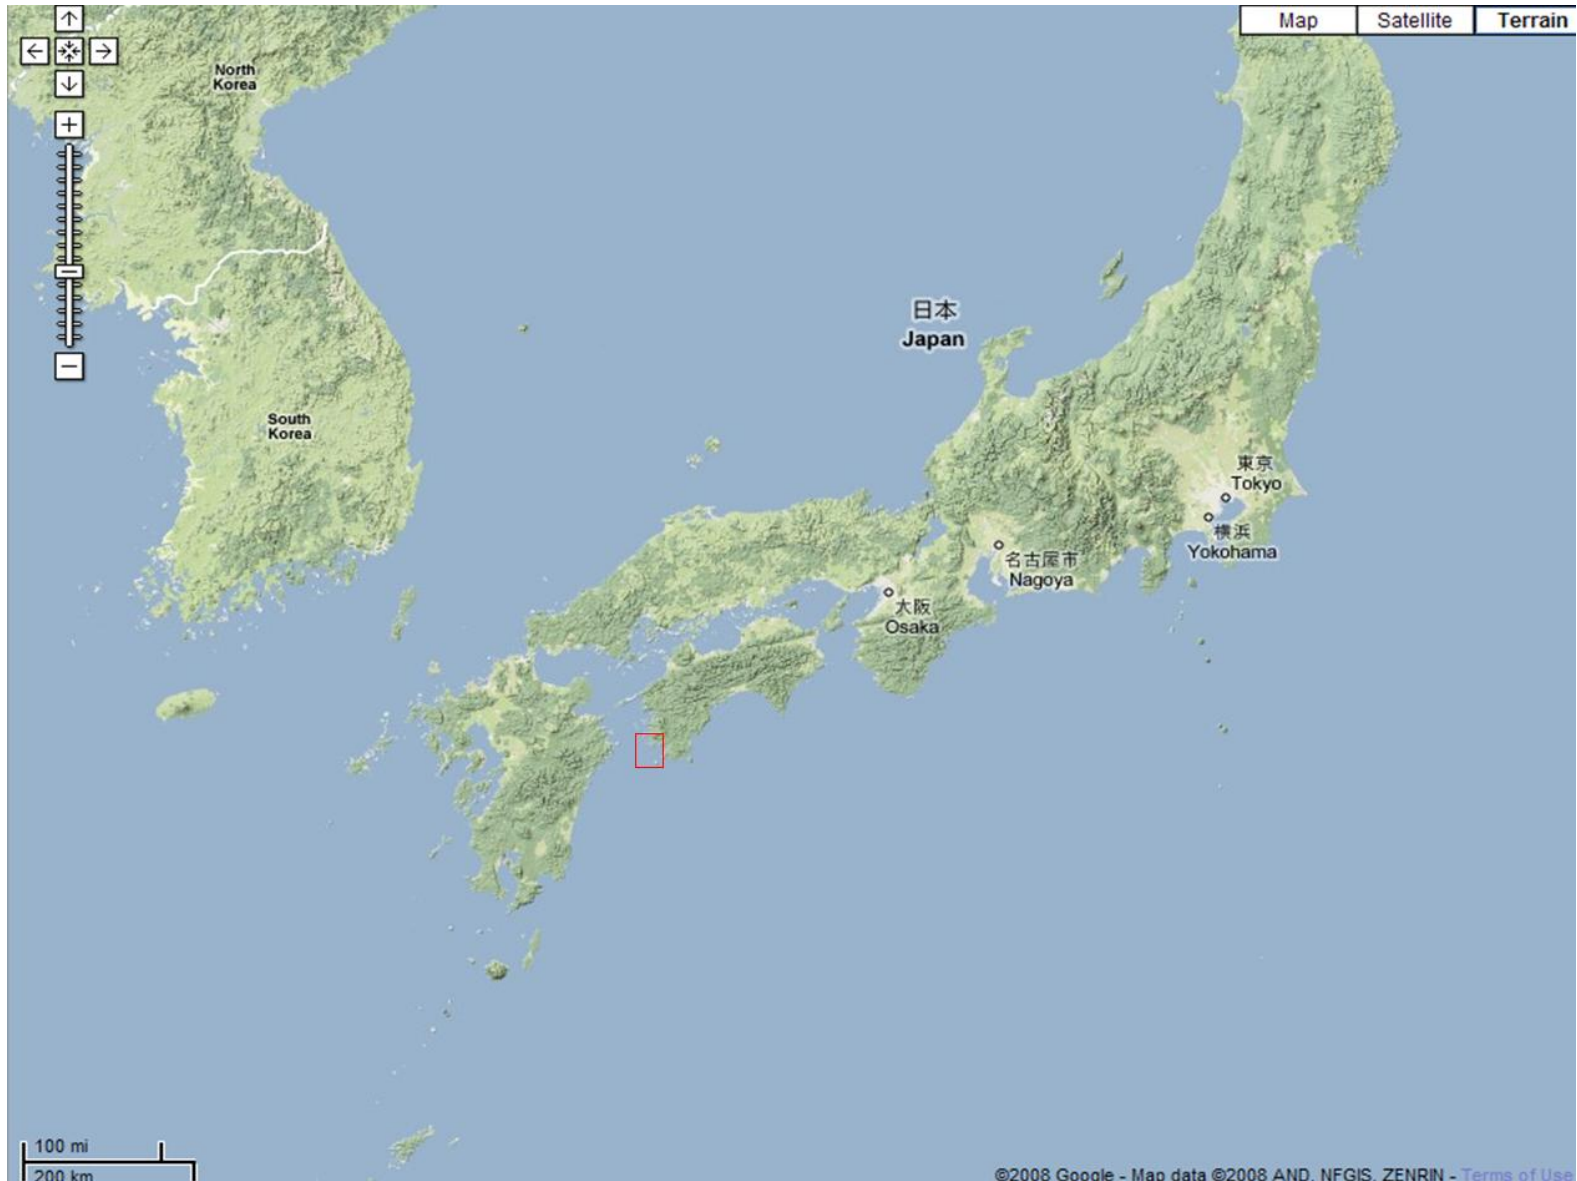 Map
Satellite
Terrain
North
Korea
日本
Japan
South
Korea
東京
Tokyo
横浜
Yokohama
名古屋市
Nagoya
大阪
Osaka
100 mi
200 km
©2008 Google - Map data ©2008 AND, NFGIS, ZENRIN - Terms of Use